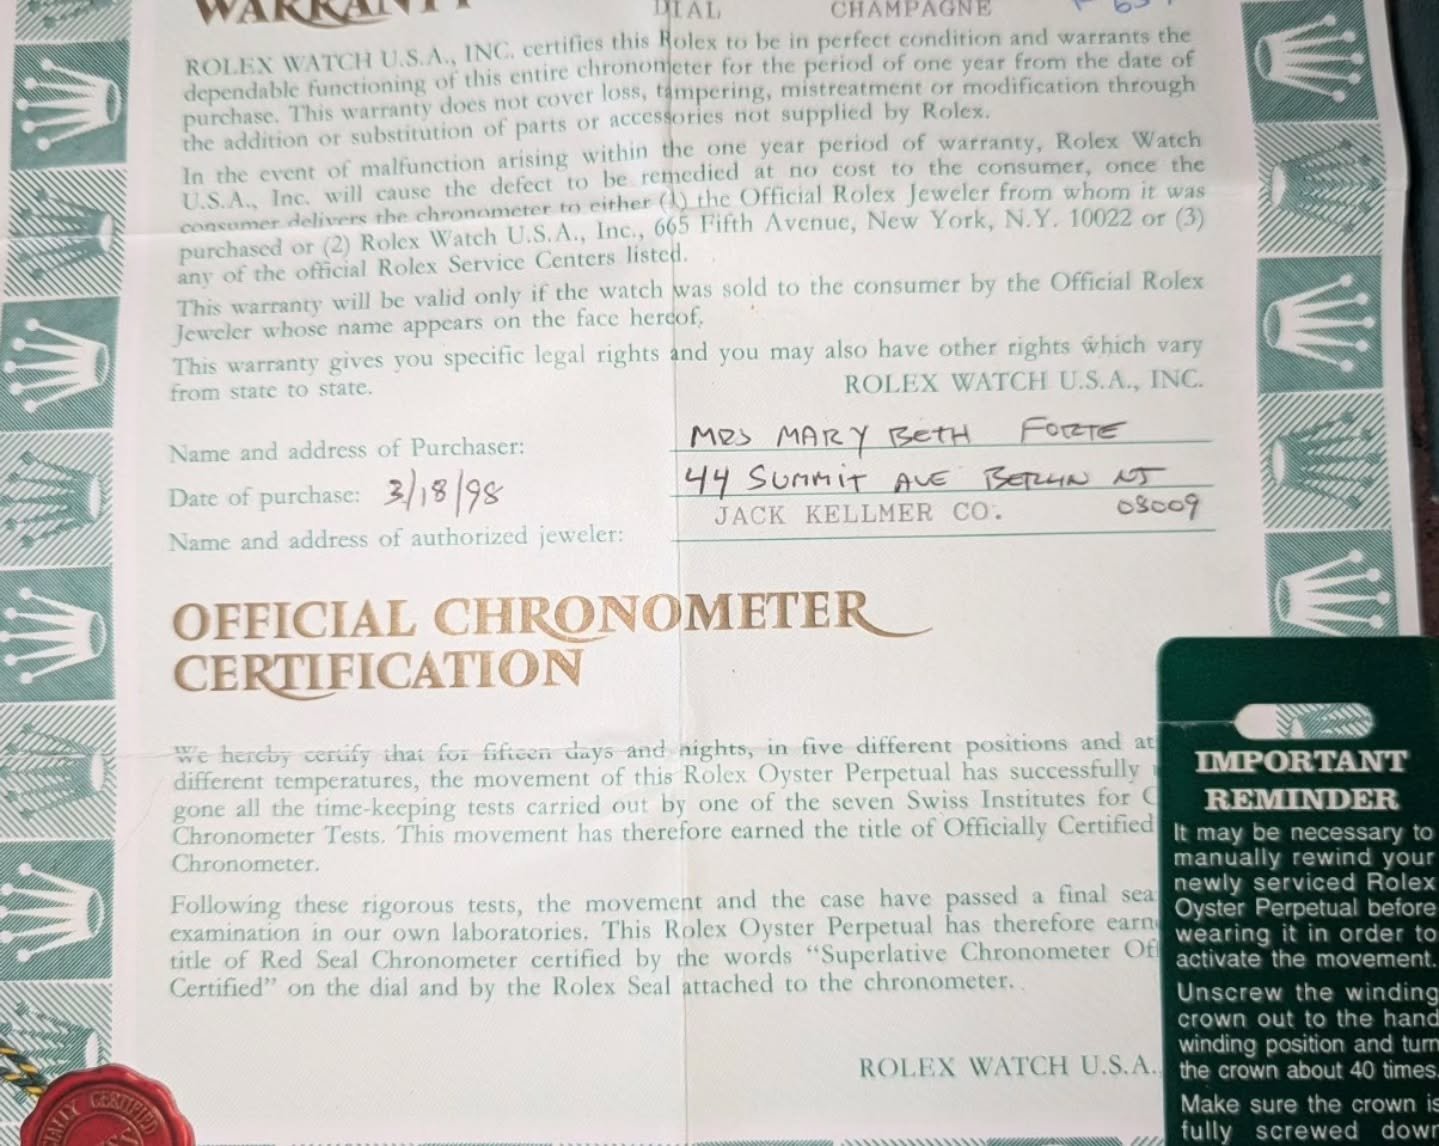 WARRANTY
DIAL CHAMPAGNE
ROLEX WATCH U.S.A., INC. certifies this Rolex to be in perfect condition and warrants the
dependable functioning of this entire chronometer for the period of one year from the date of
purchase. This warranty does not cover loss, tampering, mistreatment or modification through
the addition or substitution of parts or accessories not supplied by Rolex.
In the event of malfunction arising within the one year period of warranty, Rolex Watch
U.S.A., Inc. will cause the defect to be remedied at no cost to the consumer, once the
consumer delivers the chronometer to either (1) the Official Rolex Jeweler from whom it was
purchased or (2) Rolex Watch U.S.A., Inc., 665 Fifth Avenue, New York, N.Y. 10022 or (3)
any of the official Rolex Service Centers listed.
This warranty will be valid only if the watch was sold to the consumer by the Official Rolex
Jeweler whose name appears on the face hereof.
This warranty gives you specific legal rights and you may also have other rights which vary
from state to state.
ROLEX WATCH U.S.A., INC.
Name and address of Purchaser: MRS MARY BETH FORTE
44 SUMMIT AVE BERLIN NJ
Date of purchase: 3/18/98
JACK KELLMER CO. 08009
Name and address of authorized jeweler:
OFFICIAL CHRONOMETER
CERTIFICATION
We hereby certify that for fifteen days and nights, in five different positions and at
different temperatures, the movement of this Rolex Oyster Perpetual has successfully
gone all the time-keeping tests carried out by one of the seven Swiss Institutes for
Chronometer Tests. This movement has therefore earned the title of Officially Certified
Chronometer.
Following these rigorous tests, the movement and the case have passed a final sea
examination in our own laboratories. This Rolex Oyster Perpetual has therefore earn
title of Red Seal Chronometer certified by the words “Superlative Chronometer Off
Certified” on the dial and by the Rolex Seal attached to the chronometer.
ROLEX WATCH U.S.A.,
IMPORTANT
REMINDER
It may be necessary to
manually rewind your
newly serviced Rolex
Oyster Perpetual before
wearing it in order to
activate the movement.
Unscrew the winding
crown out to the hand
winding position and turn
the crown about 40 times.
Make sure the crown is
fully screwed down
CERTIFIED